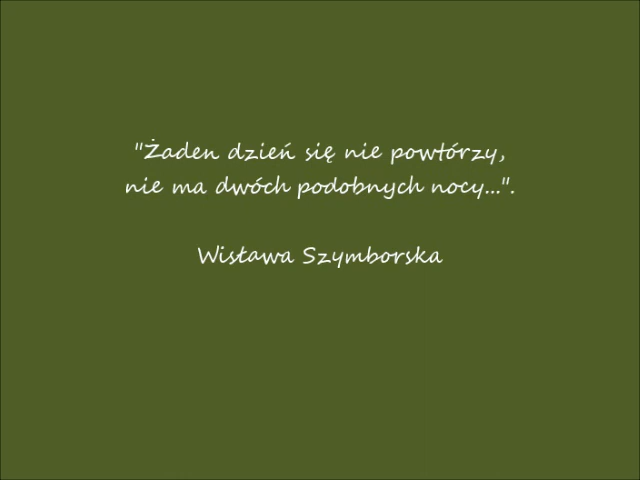 "Żaden dzień się nie powtórzy,
nie ma dwóch podobnych nocy...".
Wisława Szymborska